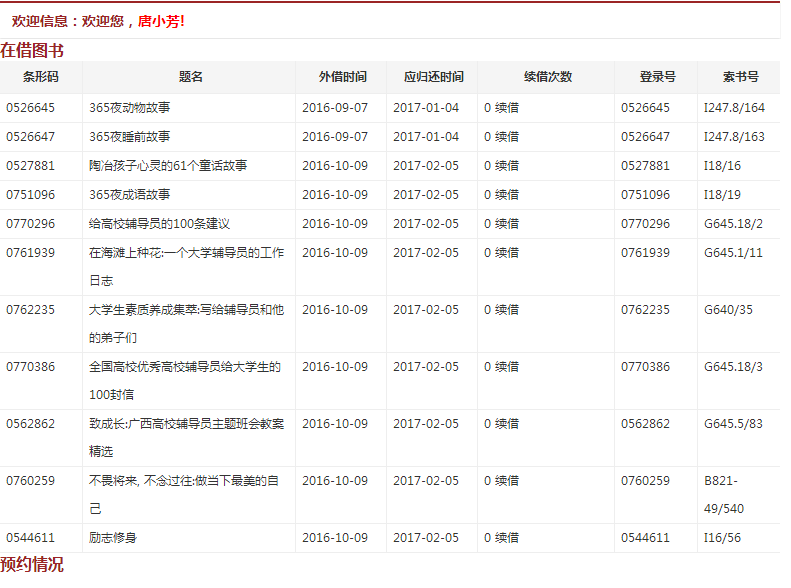 欢迎信息：欢迎您，唐小芳!
在借图书
条形码 题名 外借时间 应归还时间 续借次数 登录号 索书号
0526645 365夜动物故事 2016-09-07 2017-01-04 0 续借 0526645 I247.8/164
0526647 365夜睡前故事 2016-09-07 2017-01-04 0 续借 0526647 I247.8/163
0527881 陶冶孩子心灵的61个童话故事 2016-10-09 2017-02-05 0 续借 0527881 I18/16
0751096 365夜成语故事 2016-10-09 2017-02-05 0 续借 0751096 I18/19
0770296 给高校辅导员的100条建议 2016-10-09 2017-02-05 0 续借 0770296 G645.18/2
0761939 在海滩上种花:一个大学辅导员的工作 2016-10-09 2017-02-05 0 续借 0761939 G645.1/11
日志
0762235 大学生素质养成集萃:写给辅导员和他 2016-10-09 2017-02-05 0 续借 0762235 G640/35
的弟子们
0770386 全国高校优秀高校辅导员给大学生的 2016-10-09 2017-02-05 0 续借 0770386 G645.18/3
100封信
0562862 致成长:广西高校辅导员主题班会教案 2016-10-09 2017-02-05 0 续借 0562862 G645.5/83
精选
0760259 不畏将来, 不念过往:做当下最美的自 2016-10-09 2017-02-05 0 续借 0760259 B821-
己 49/540
0544611 励志修身 2016-10-09 2017-02-05 0 续借 0544611 I16/56
预约情况